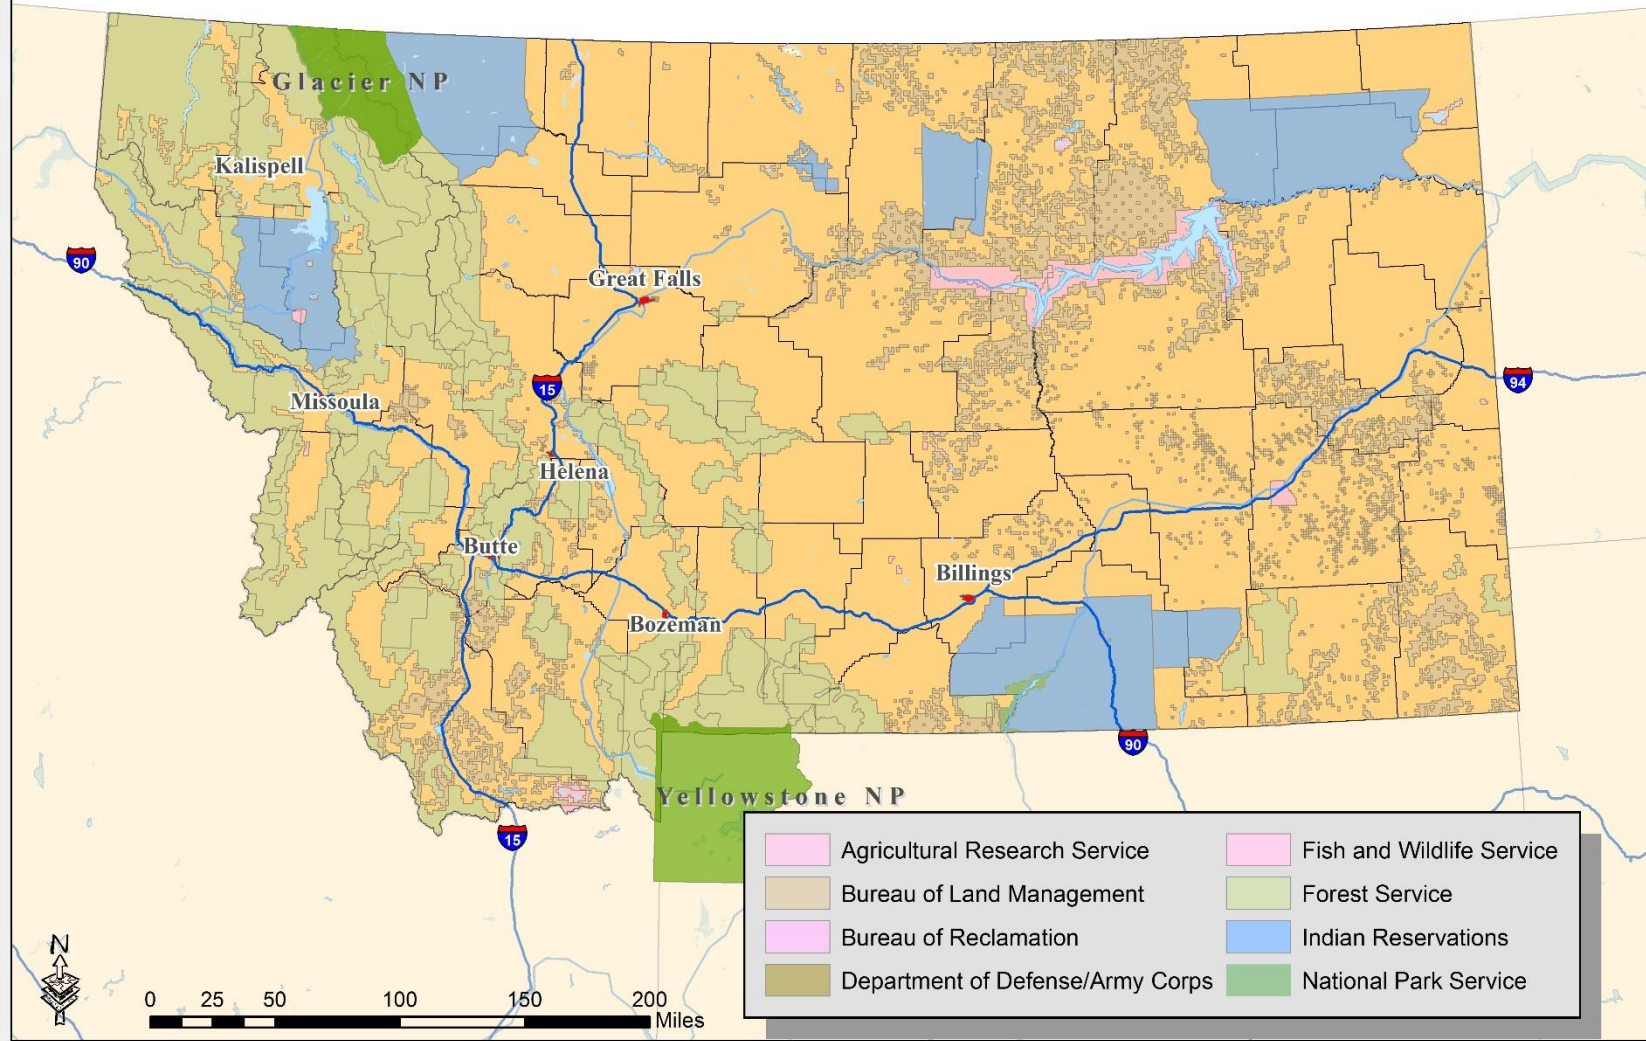 Glacier NP
Kalispell
90
Great Falls
15
94
Missoula
Helena
Butte
Billings
Bozeman
90
Yellowstone NP
15
Agricultural Research Service
Bureau of Land Management
Bureau of Reclamation
Department of Defense/Army Corps
Fish and Wildlife Service
Forest Service
Indian Reservations
National Park Service
N
0 25 50 100 150 200
Miles